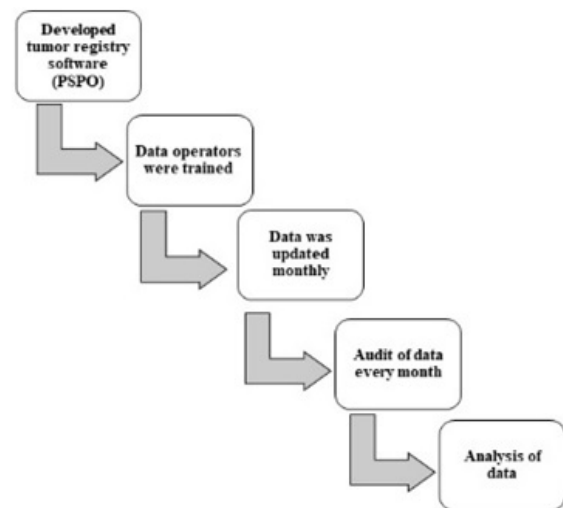 Developed
tumor registry
software
(PSPO)
Data operators
were trained
Data was
updated
monthly
Audit of data
every month
Analysis of
data